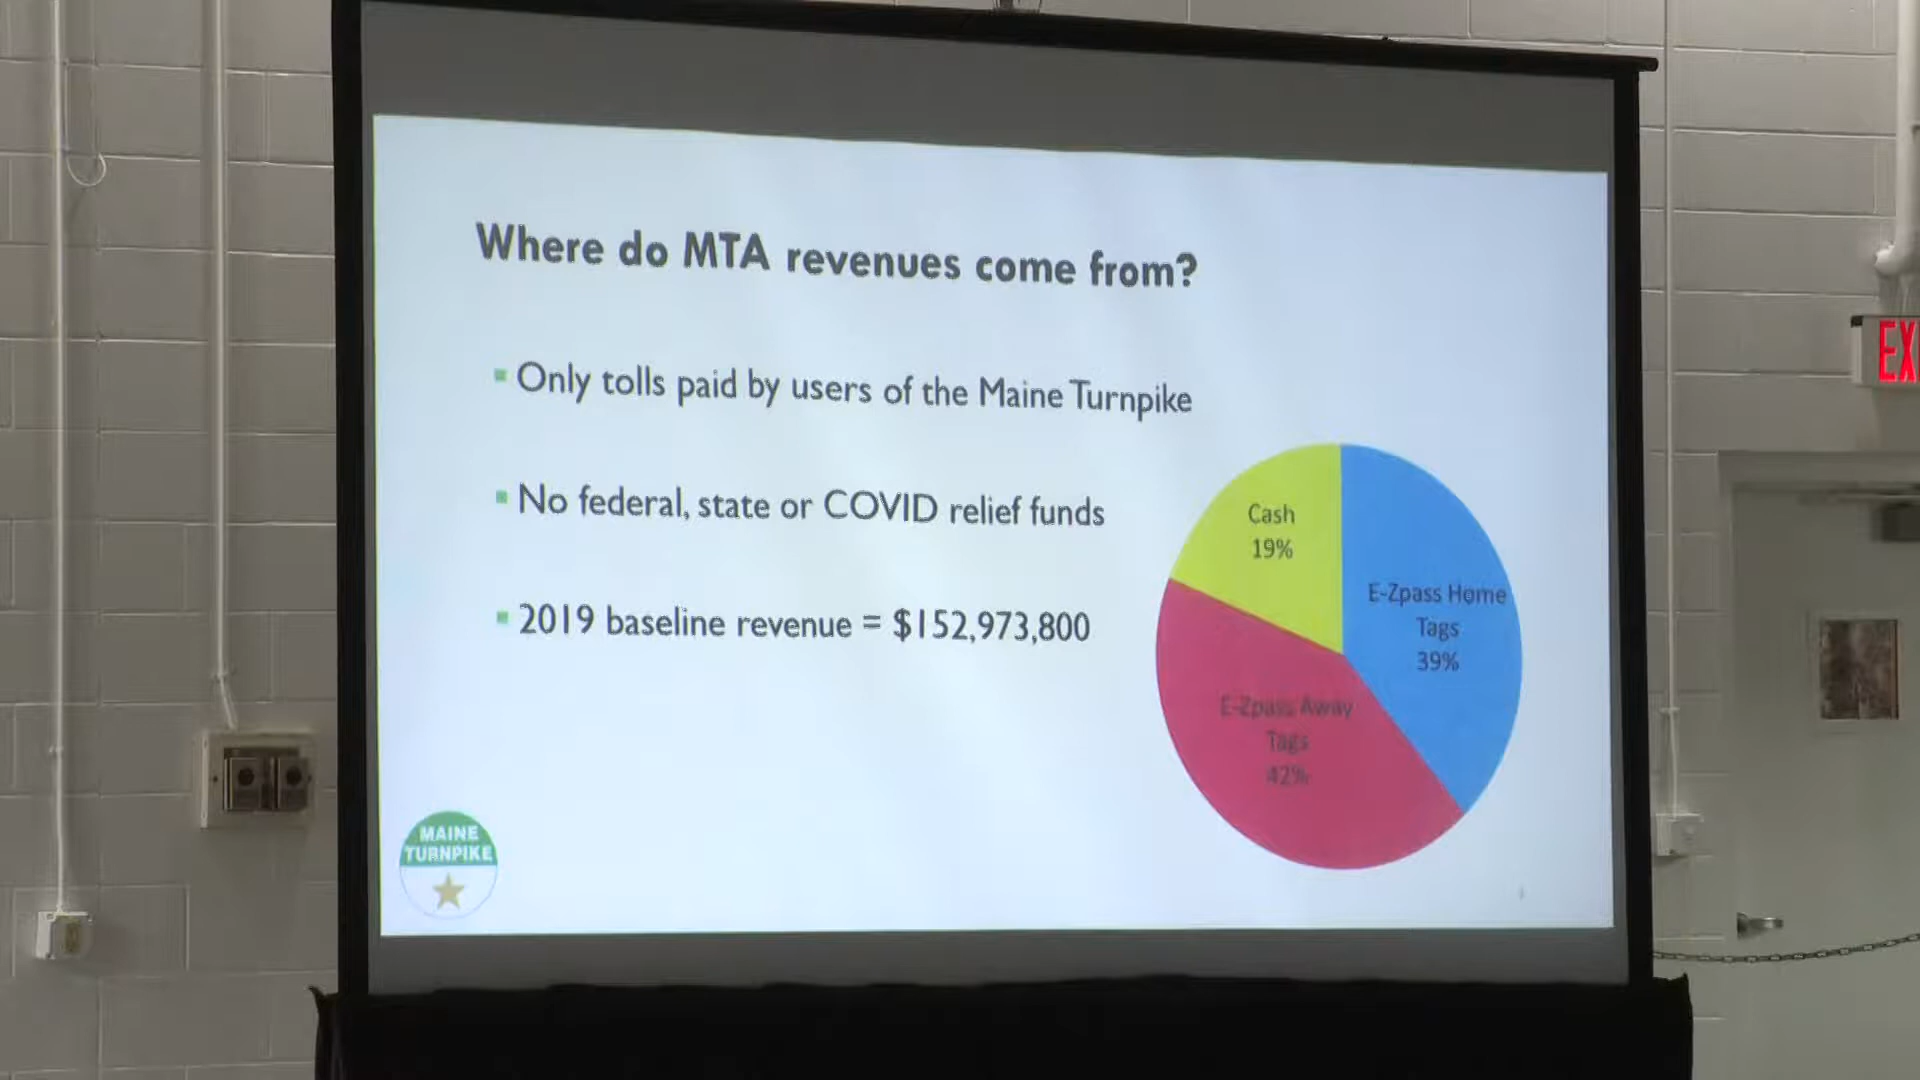 Where do MTA revenues come from?
Only tolls paid by users of the Maine Turnpike
No federal, state or COVID relief funds
2019 baseline revenue = $152,973,800
Cash
19%
E-Zpass Home
Tags
39%
E-Zpass Away
Tags
42%
MAINE
TURNPIKE
EX